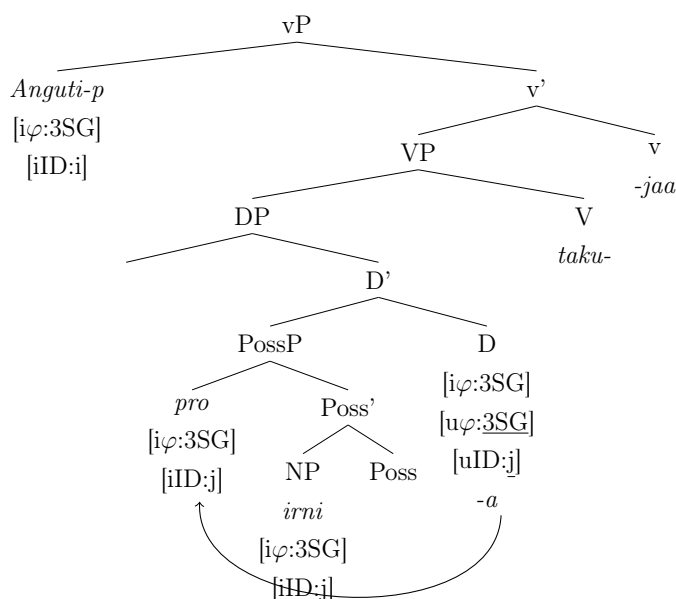 vP
Anguti-p
[iφ:3SG]
[iID:i]
v'
VP
v
-jaa
DP
V
taku-
D'
PossP
D
[iφ:3SG]
[uφ:3SG]
[uID:j]
-a
pro
[iφ:3SG]
[iID:j]
Poss'
NP
Poss
irni
[iφ:3SG]
[iID:j]